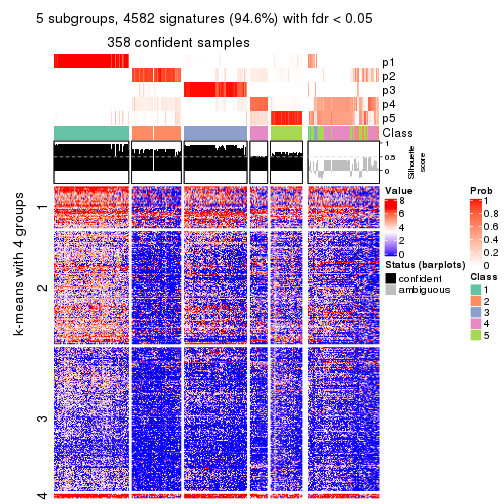 5 subgroups, 4582 signatures (94.6%) with fdr < 0.05
358 confident samples
p1
p2
p3
p4
p5
Class
1
0.5
0
Silhouette
score
k-means with 4 groups
1
2
3
4
Value
8
6
4
2
0
Status (barplots)
confident
ambiguous
Prob
1
0.8
0.6
0.4
0.2
0
Class
1
2
3
4
5